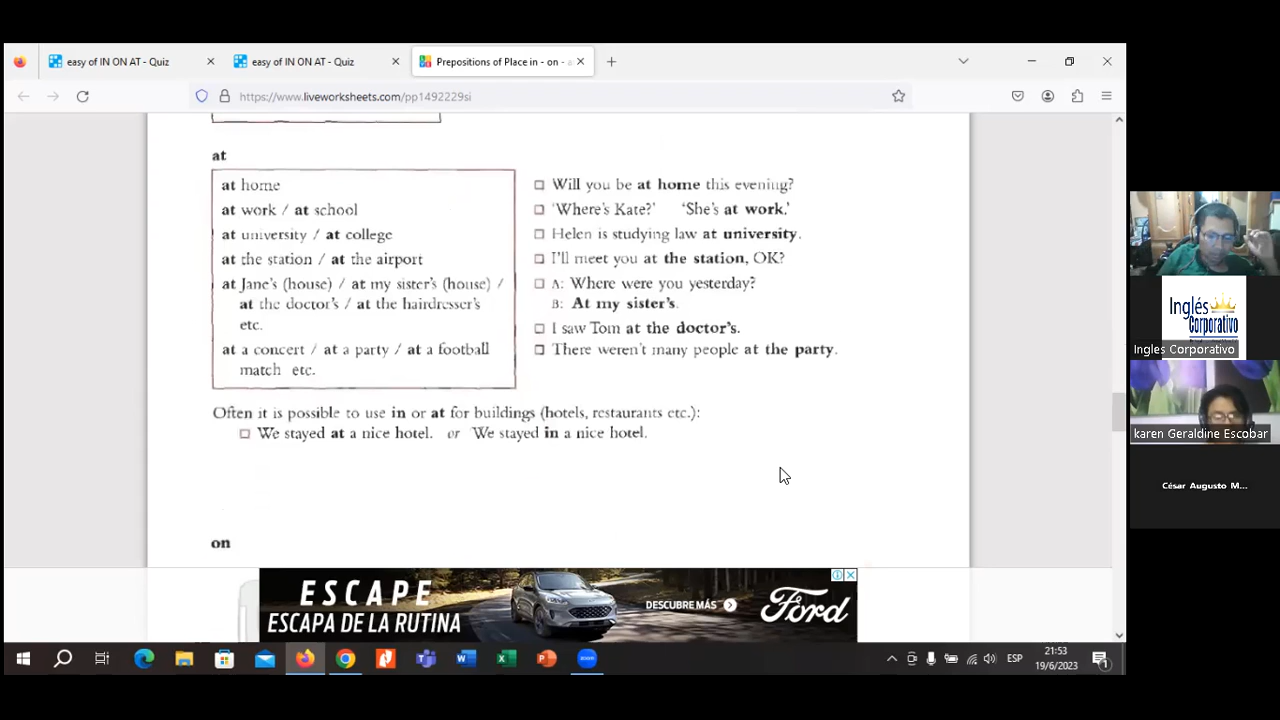 easy of IN ON AT - Quiz
easy of IN ON AT - Quiz
Prepositions of Place in - on -
https://www.liveworksheets.com/pp1492229si
at
at home
at work / at school
at university / at college
at the station / at the airport
at Jane's (house) / at my sister's (house) /
at the doctor's / at the hairdresser's
etc.
at a concert / at a party / at a football
match etc.
Will you be at home this evening?
'Where's Kate?' 'She's at work.'
Helen is studying law at university.
I'll meet you at the station, OK?
A: Where were you yesterday?
B: At my sister's.
I saw Tom at the doctor's.
There weren't many people at the party.
Often it is possible to use in or at for buildings (hotels, restaurants etc.):
We stayed at a nice hotel. or We stayed in a nice hotel.
on
ESCAPE
ESCAPA DE LA RUTINA
DESCUBRE MÁS
Ford
Inglés
Corporativo
Ingles Corporativo
karen Geraldine Escobar
César Augusto M...
zoom
ESP
21:53
19/6/2023
1